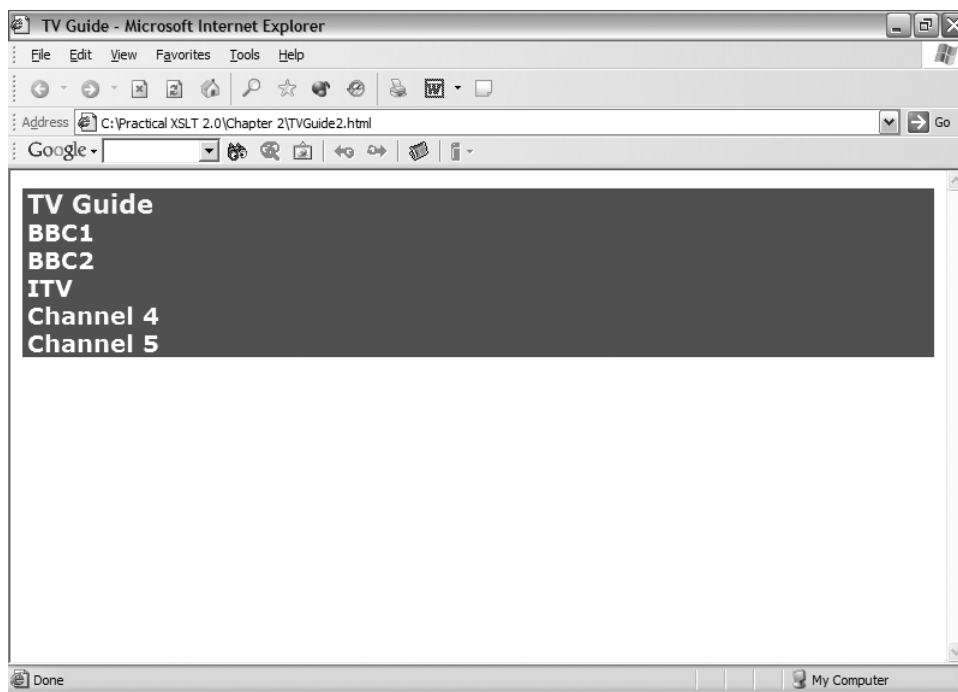 TV Guide - Microsoft Internet Explorer
File Edit View Favorites Tools Help
Address C:\Practical XSLT 2.0\Chapter 2\TVGuide2.html Go
Google
TV Guide
BBC1
BBC2
ITV
Channel 4
Channel 5
Done My Computer